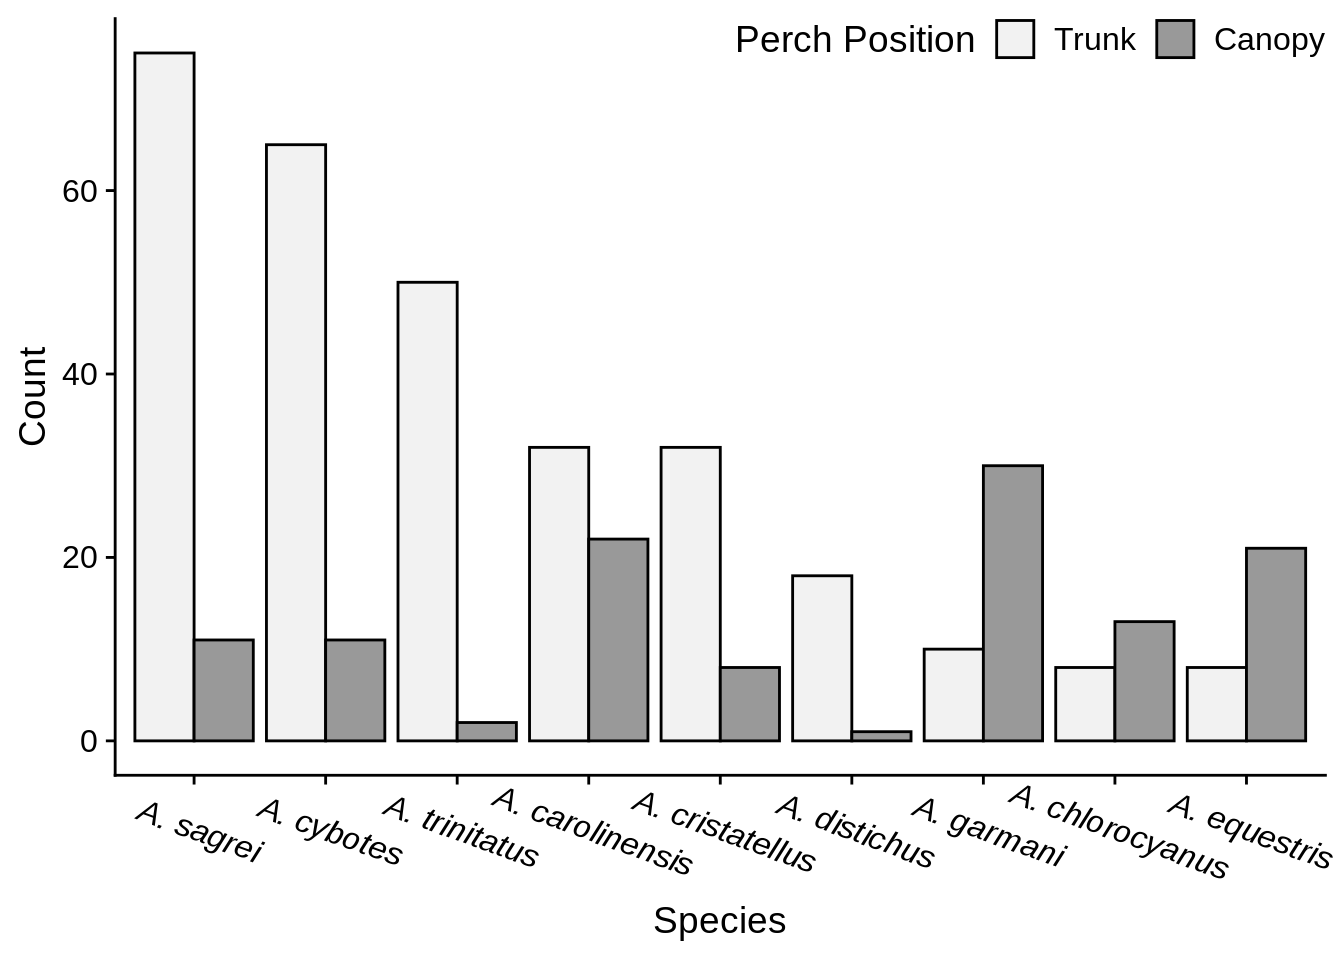 Perch Position Trunk Canopy
60
40
20
0
Count
A. sagrei
A. cybotes
A. trinitatus
A. carolinensis
A. cristatellus
A. distichus
A. garmani
A. chlorocyanus
A. equestris
Species